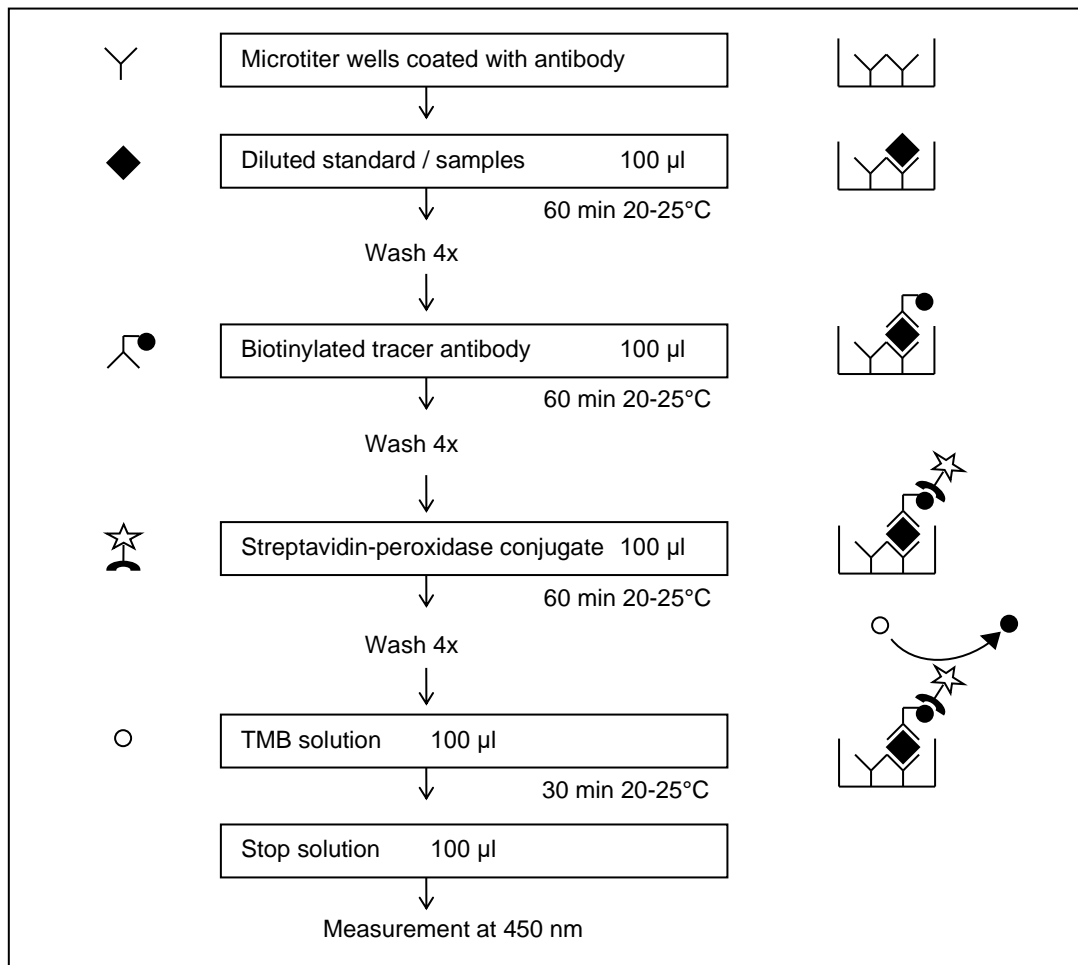 Microtiter wells coated with antibody
Diluted standard / samples 100 µl
60 min 20-25°C
Wash 4x
Biotinylated tracer antibody 100 µl
60 min 20-25°C
Wash 4x
Streptavidin-peroxidase conjugate 100 µl
60 min 20-25°C
Wash 4x
TMB solution 100 µl
30 min 20-25°C
Stop solution 100 µl
Measurement at 450 nm